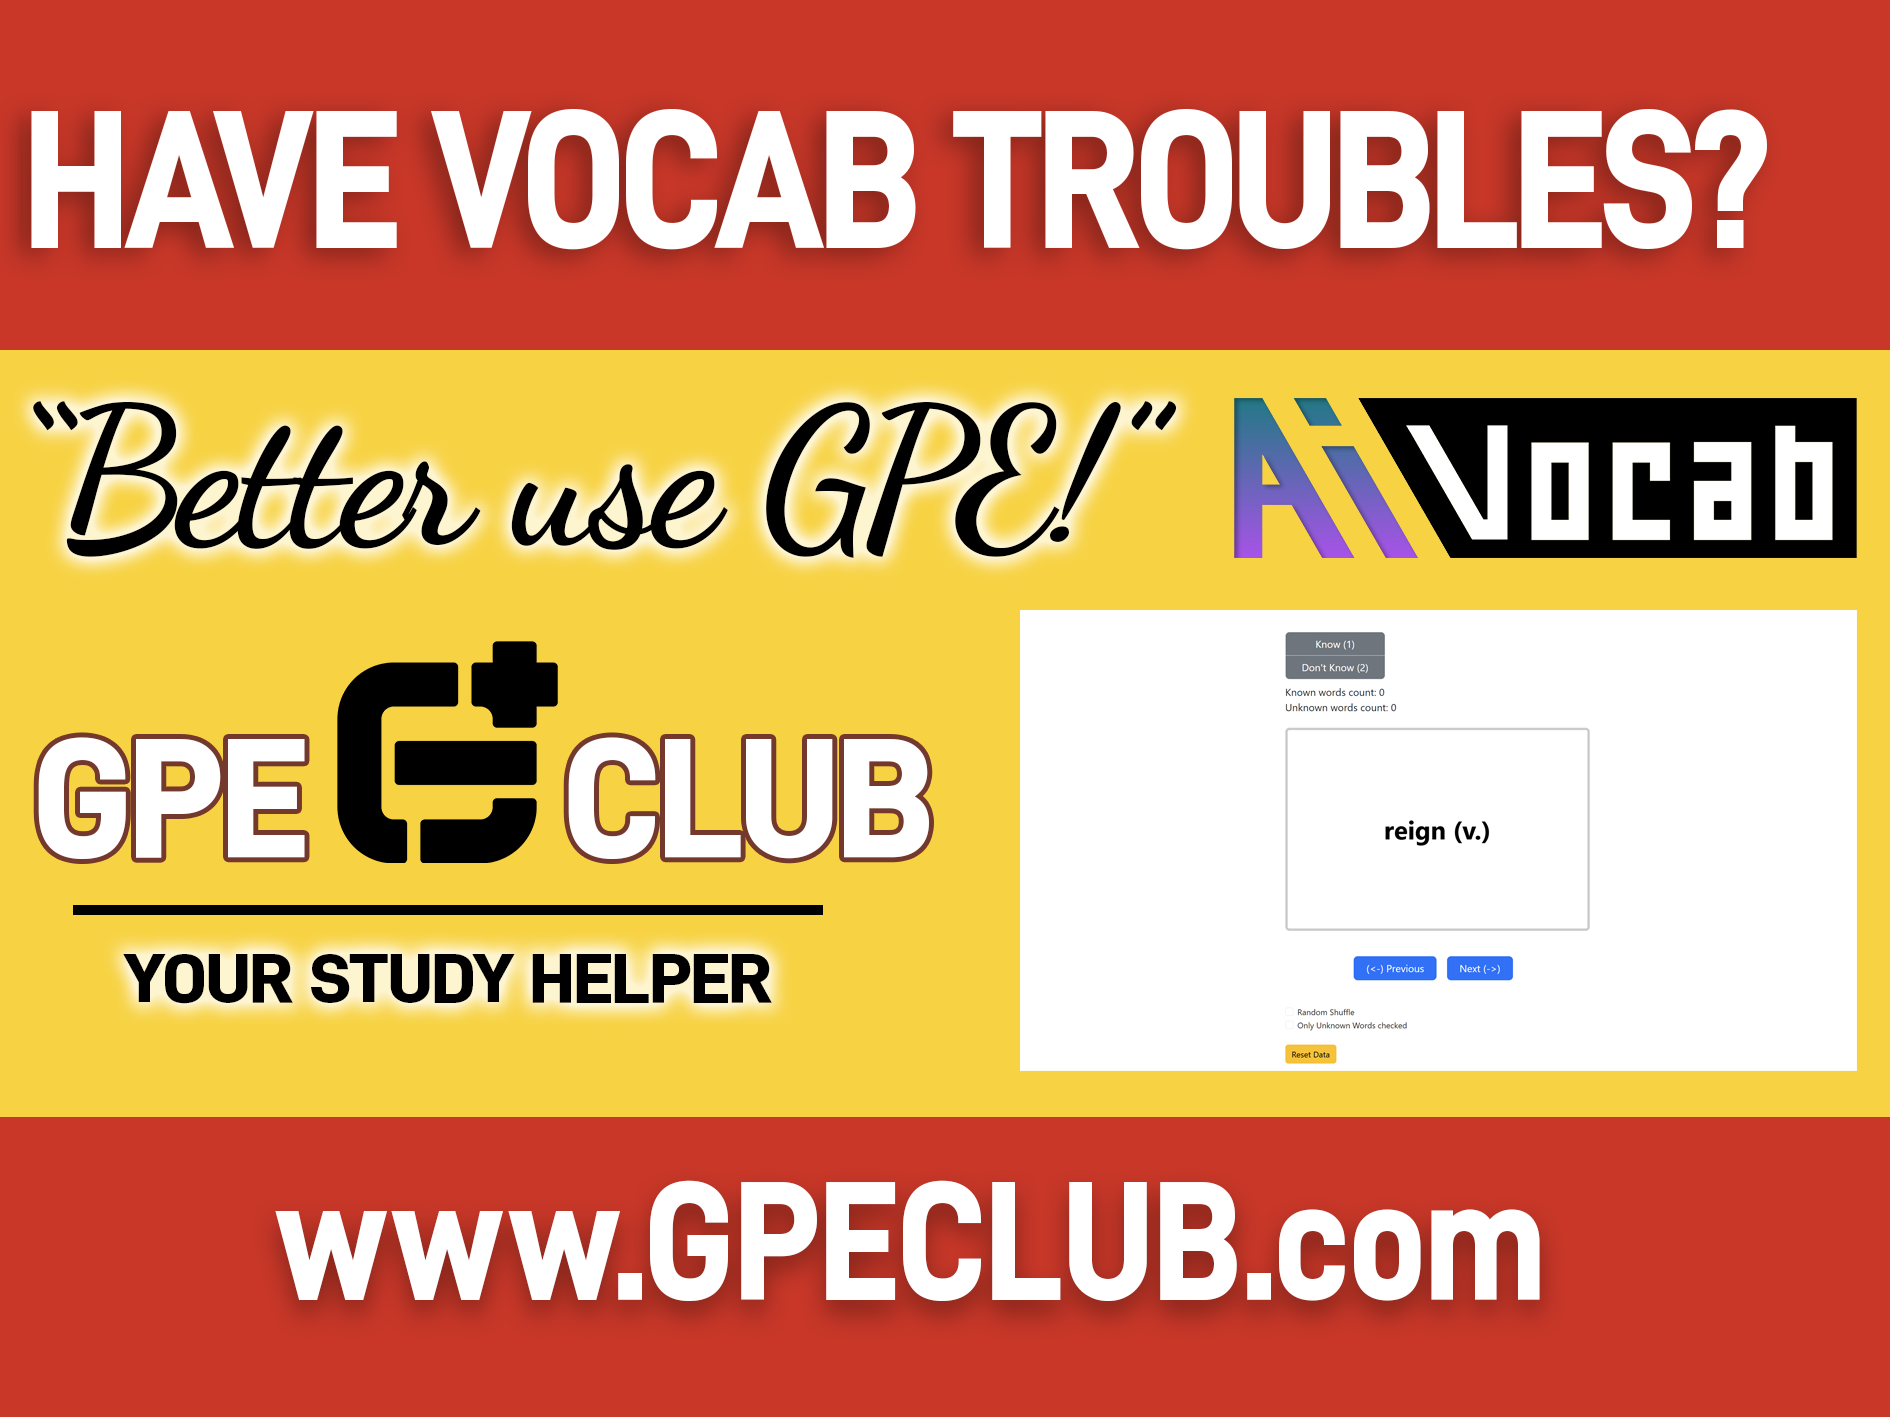 HAVE VOCAB TROUBLES?
“Better use GPE!”
Ai Vocab
GPE CLUB
YOUR STUDY HELPER
Know (1)
Don't Know (2)
Known words count: 0
Unknown words count: 0
reign (v.)
(<-) Previous
Next (->)
Random Shuffle
Only Unknown Words checked
Reset Data
www.GPECLUB.com